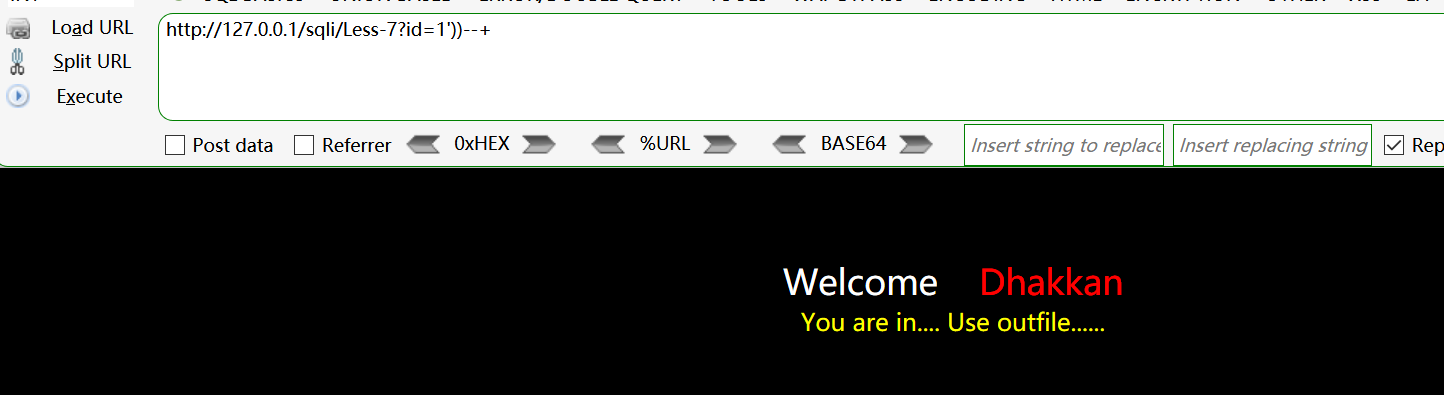 Load URL
http://127.0.0.1/sqli/Less-7?id=1'))--+
Split URL
Execute
Post data Referrer 0xHEX %URL BASE64 Insert string to replace Insert replacing string Rep
Welcome Dhakkan
You are in.... Use outfile......